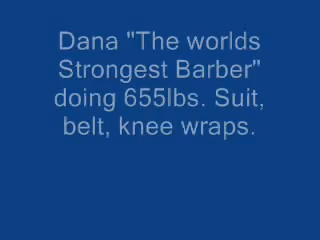 Dana "The worlds
Strongest Barber"
doing 655lbs. Suit,
belt, knee wraps.